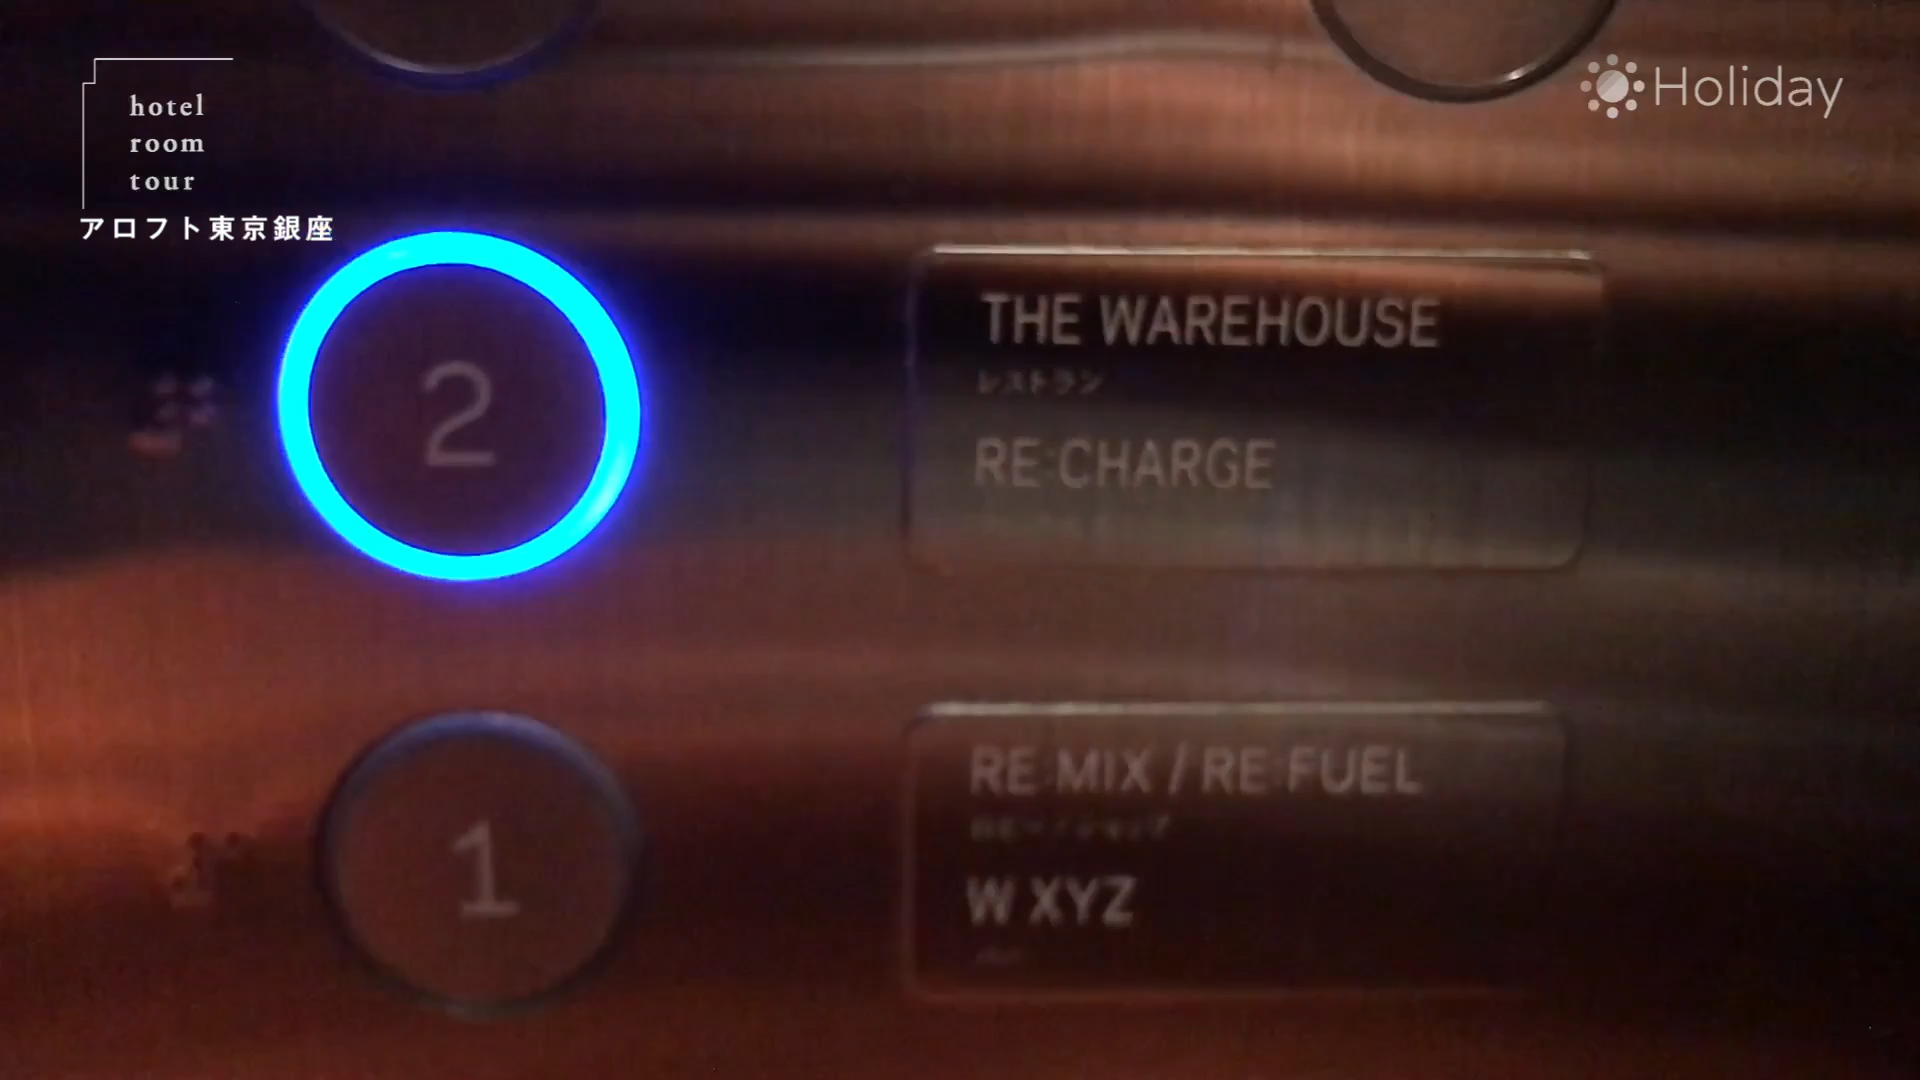 hotel
room
tour
アロフト東京銀座
Holiday
2
THE WAREHOUSE
レストラン
RE:CHARGE
1
RE:MIX / RE:FUEL
W XYZ